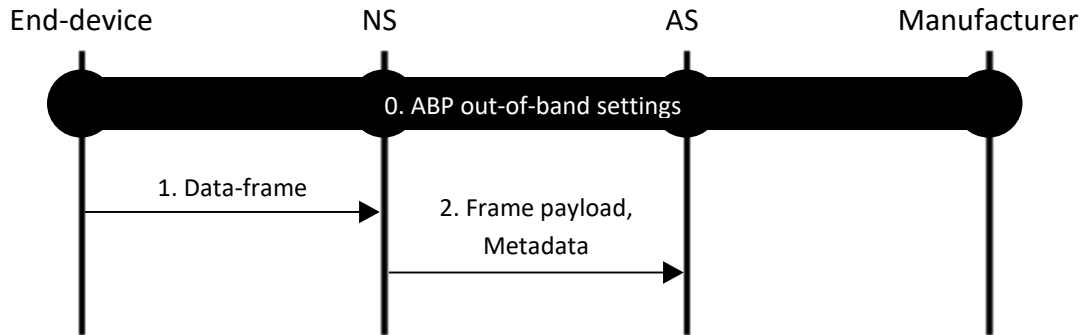 End-device NS AS Manufacturer
0. ABP out-of-band settings
1. Data-frame
2. Frame payload,
Metadata